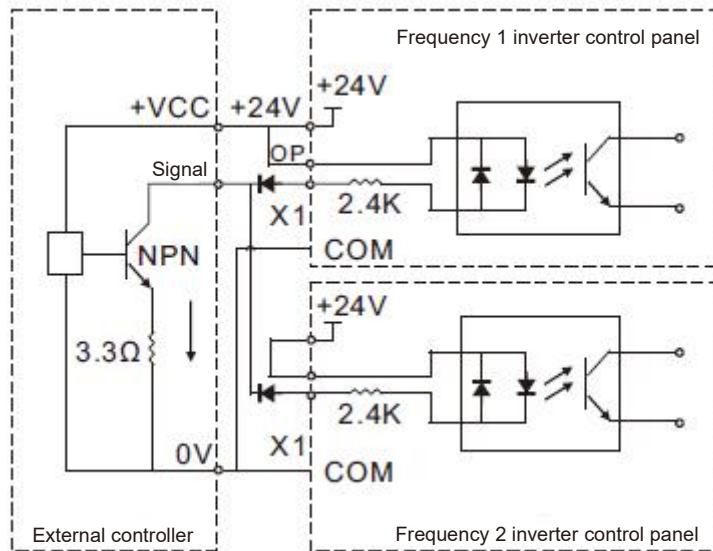 Frequency 1 inverter control panel
+24V
+VCC +24V
OP
Signal
2.4K
X1
NPN
COM
+24V
3.3Ω
2.4K
X1
0V
COM
External controller
Frequency 2 inverter control panel